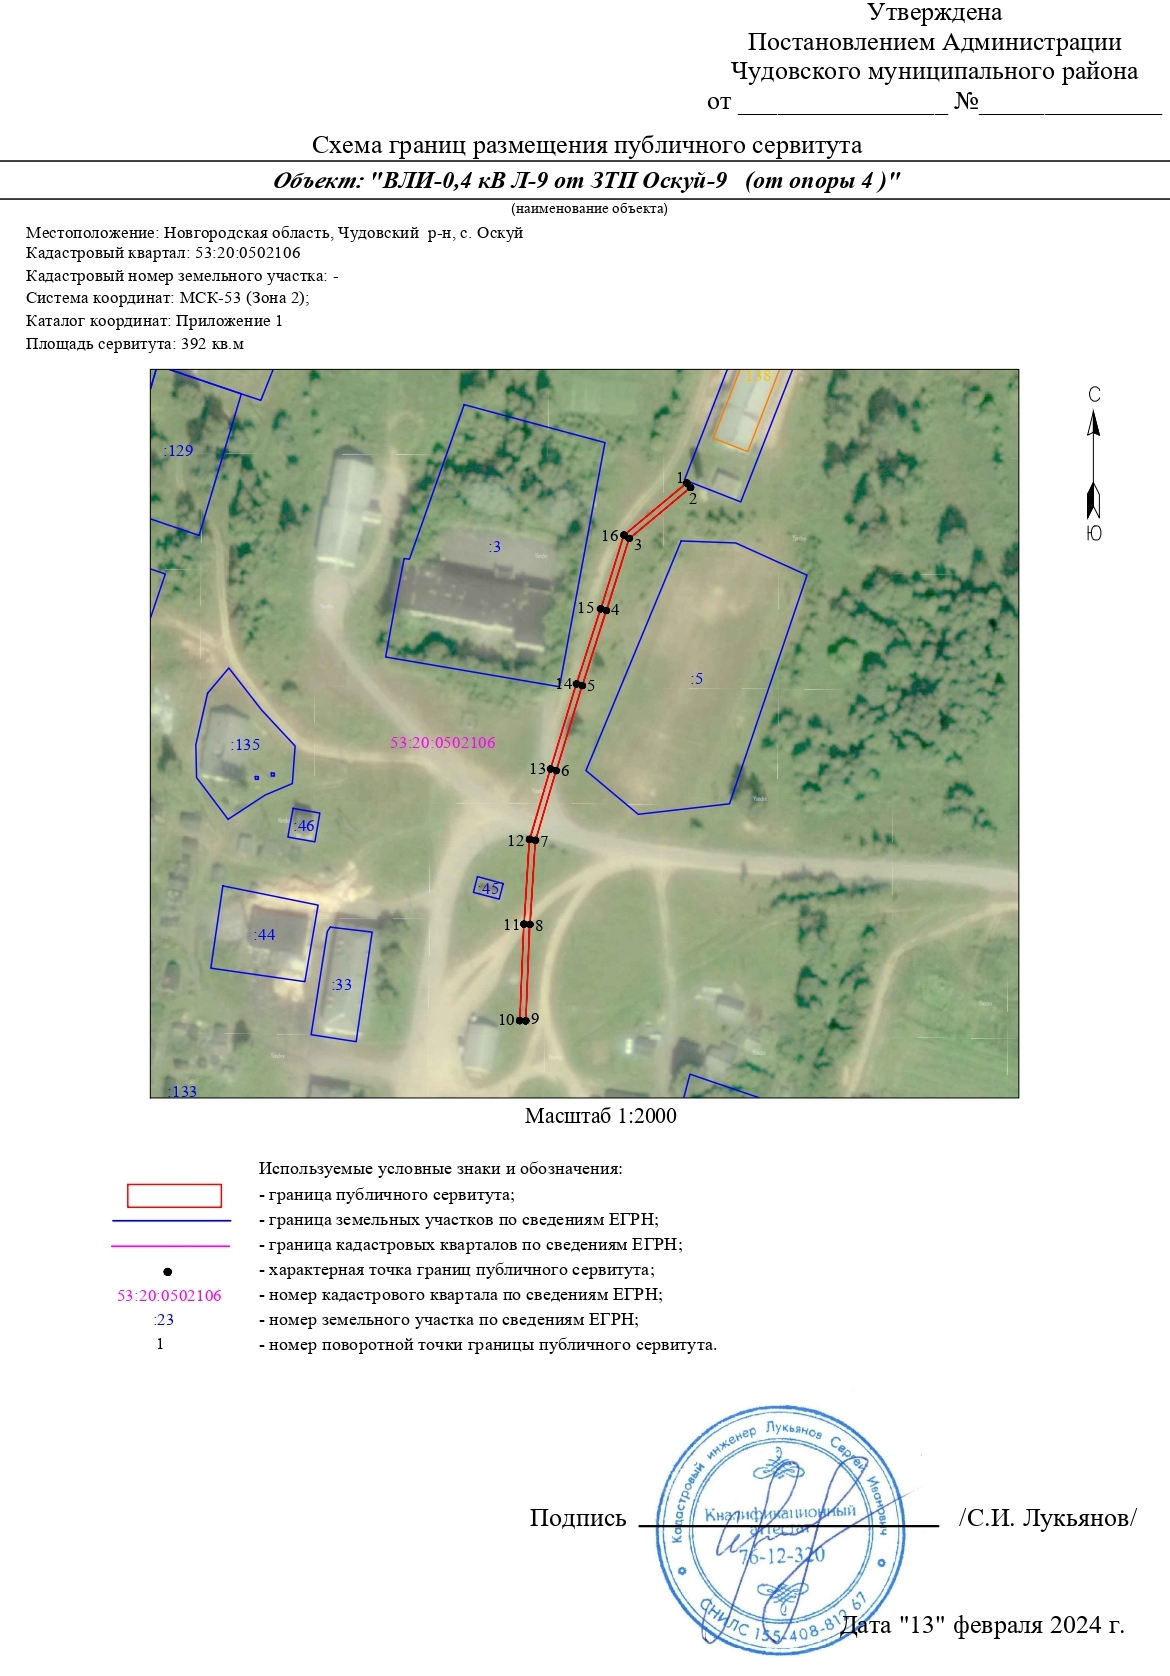 Утверждена
Постановлением Администрации
Чудовского муниципального района
от ________________ №______________
Схема границ размещения публичного сервитута
Объект: "ВЛИ-0,4 кВ Л-9 от ЗТП Оскуй-9 (от опоры 4 )"
(наименование объекта)
Местоположение: Новгородская область, Чудовский р-н, с. Оскуй
Кадастровый квартал: 53:20:0502106
Кадастровый номер земельного участка: -
Система координат: МСК-53 (Зона 2);
Каталог координат: Приложение 1
Площадь сервитута: 392 кв.м
:138
С
Ю
:129
1
2
16
3
:3
15
4
14
5
:5
53:20:0502106
:135
13
6
:46
12
7
:45
11
8
:44
:33
10
9
:133
Масштаб 1:2000
Используемые условные знаки и обозначения:
- граница публичного сервитута;
- граница земельных участков по сведениям ЕГРН;
- граница кадастровых кварталов по сведениям ЕГРН;
- характерная точка границ публичного сервитута;
53:20:0502106 - номер кадастрового квартала по сведениям ЕГРН;
:23 - номер земельного участка по сведениям ЕГРН;
1 - номер поворотной точки границы публичного сервитута.
Кадастровый инженер Лукьянов Сергей Иванович
Квалификационный
аттестат
76-12-320
СНИЛС 155-408-812 67
Подпись /С.И. Лукьянов/
Дата "13" февраля 2024 г.